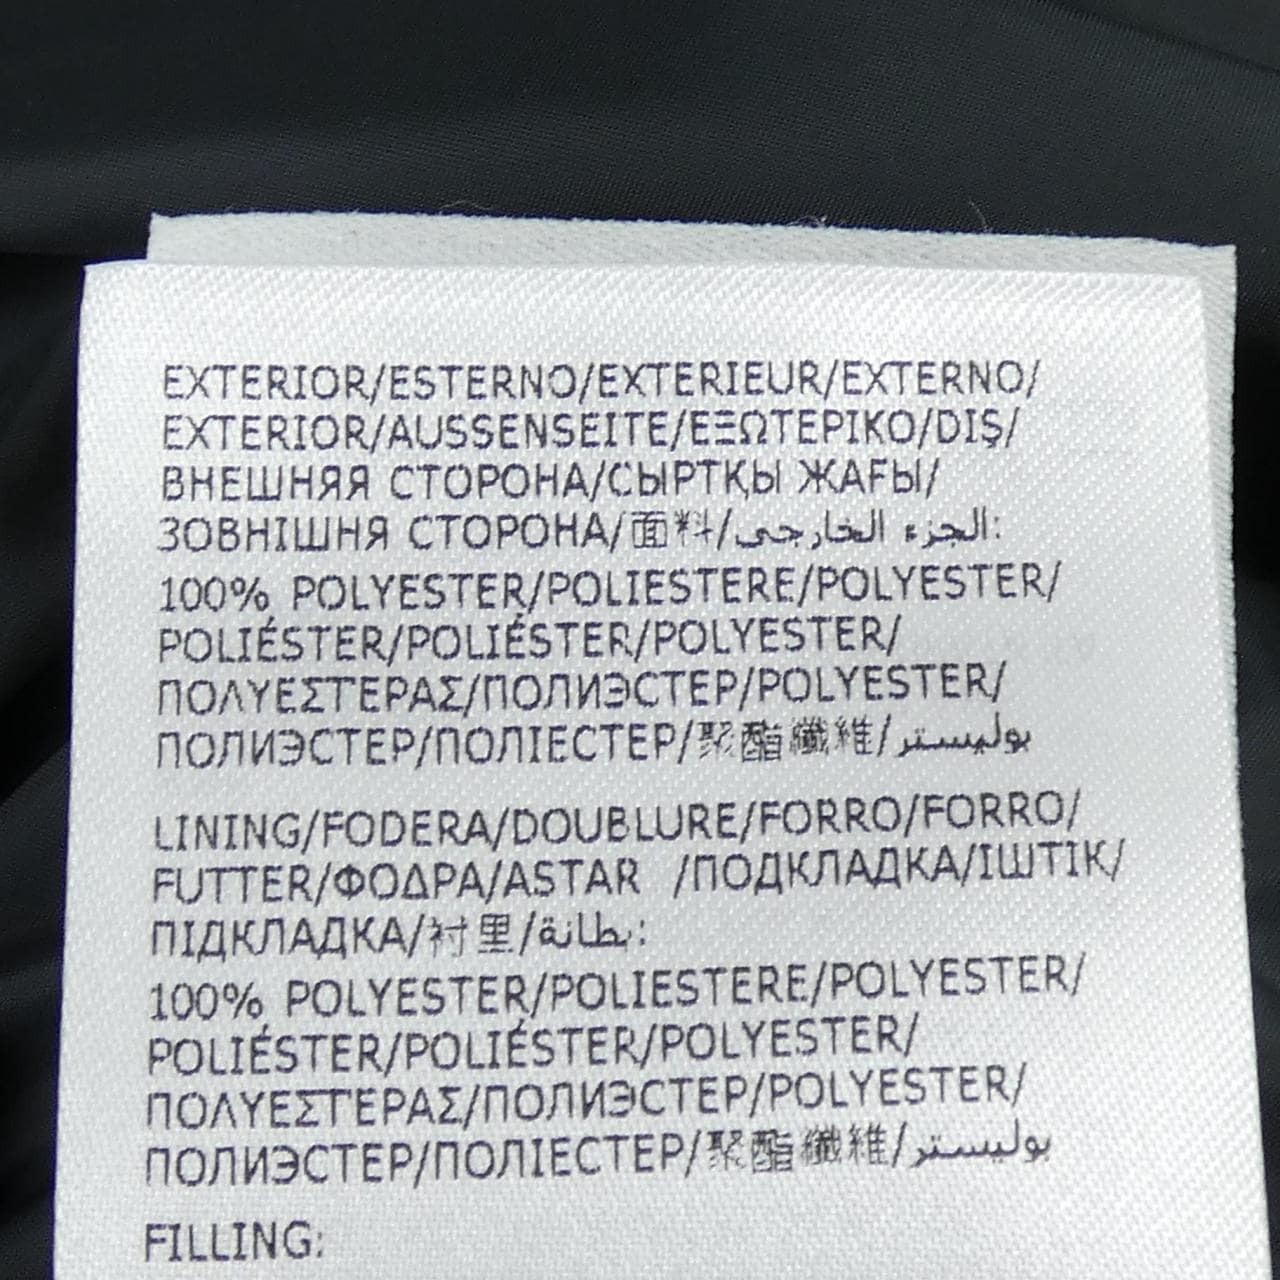 EXTERIOR/ESTERNO/EXTERIEUR/EXTERNO/
EXTERIOR/AUSSENSEITE/ΕΞΩΤΕΡΙΚΟ/DIŞ/
ВНЕШНЯЯ СТОРОНА/СЫРТҚЫ ЖАҒЫ/
ЗОВНІШНЯ СТОРОНА/面料/الجزء الخارجي:
100% POLYESTER/POLIESTERE/POLYESTER/
POLIÉSTER/POLIÉSTER/POLYESTER/
ΠΟΛΥΕΣΤΕΡΑΣ/ПОЛИЭСТЕР/POLYESTER/
ПОЛИЭСТЕР/ПОЛІЕСТЕР/聚酯纖維/بوليستر
LINING/FODERA/DOUBLURE/FORRO/FORRO/
FUTTER/ΦΟΔΡΑ/ASTAR /ПОДКЛАДКА/ІШТІК/
ПІДКЛАДКА/衬里/بطانة:
100% POLYESTER/POLIESTERE/POLYESTER/
POLIÉSTER/POLIÉSTER/POLYESTER/
ΠΟΛΥΕΣΤΕΡΑΣ/ПОЛИЭСТЕР/POLYESTER/
ПОЛИЭСТЕР/ПОЛІЕСТЕР/聚酯纖維/بوليستر
FILLING: